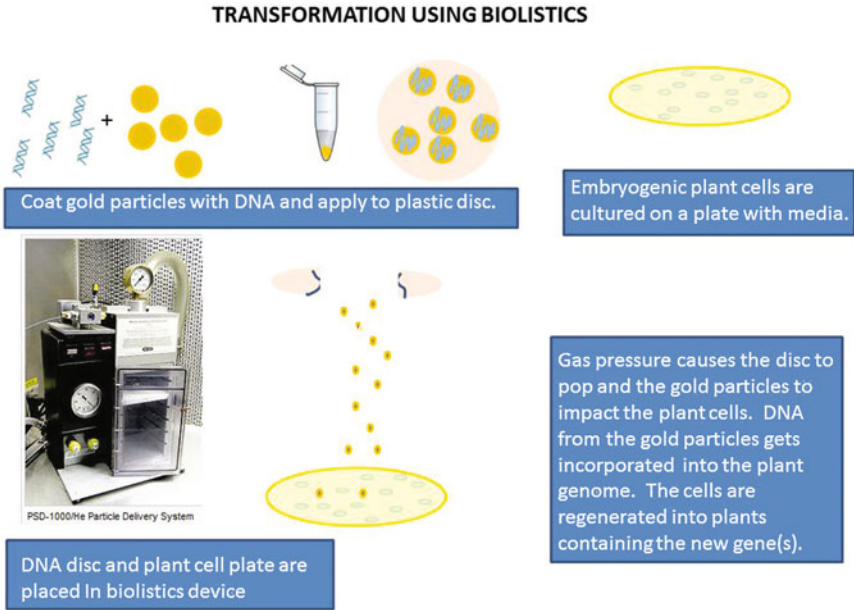 TRANSFORMATION USING BIOLISTICS
+
Coat gold particles with DNA and apply to plastic disc.
Embryogenic plant cells are
cultured on a plate with media.
PSD-1000/He Particle Delivery System
DNA disc and plant cell plate are
placed In biolistics device
Gas pressure causes the disc to
pop and the gold particles to
impact the plant cells. DNA
from the gold particles gets
incorporated into the plant
genome. The cells are
regenerated into plants
containing the new gene(s).